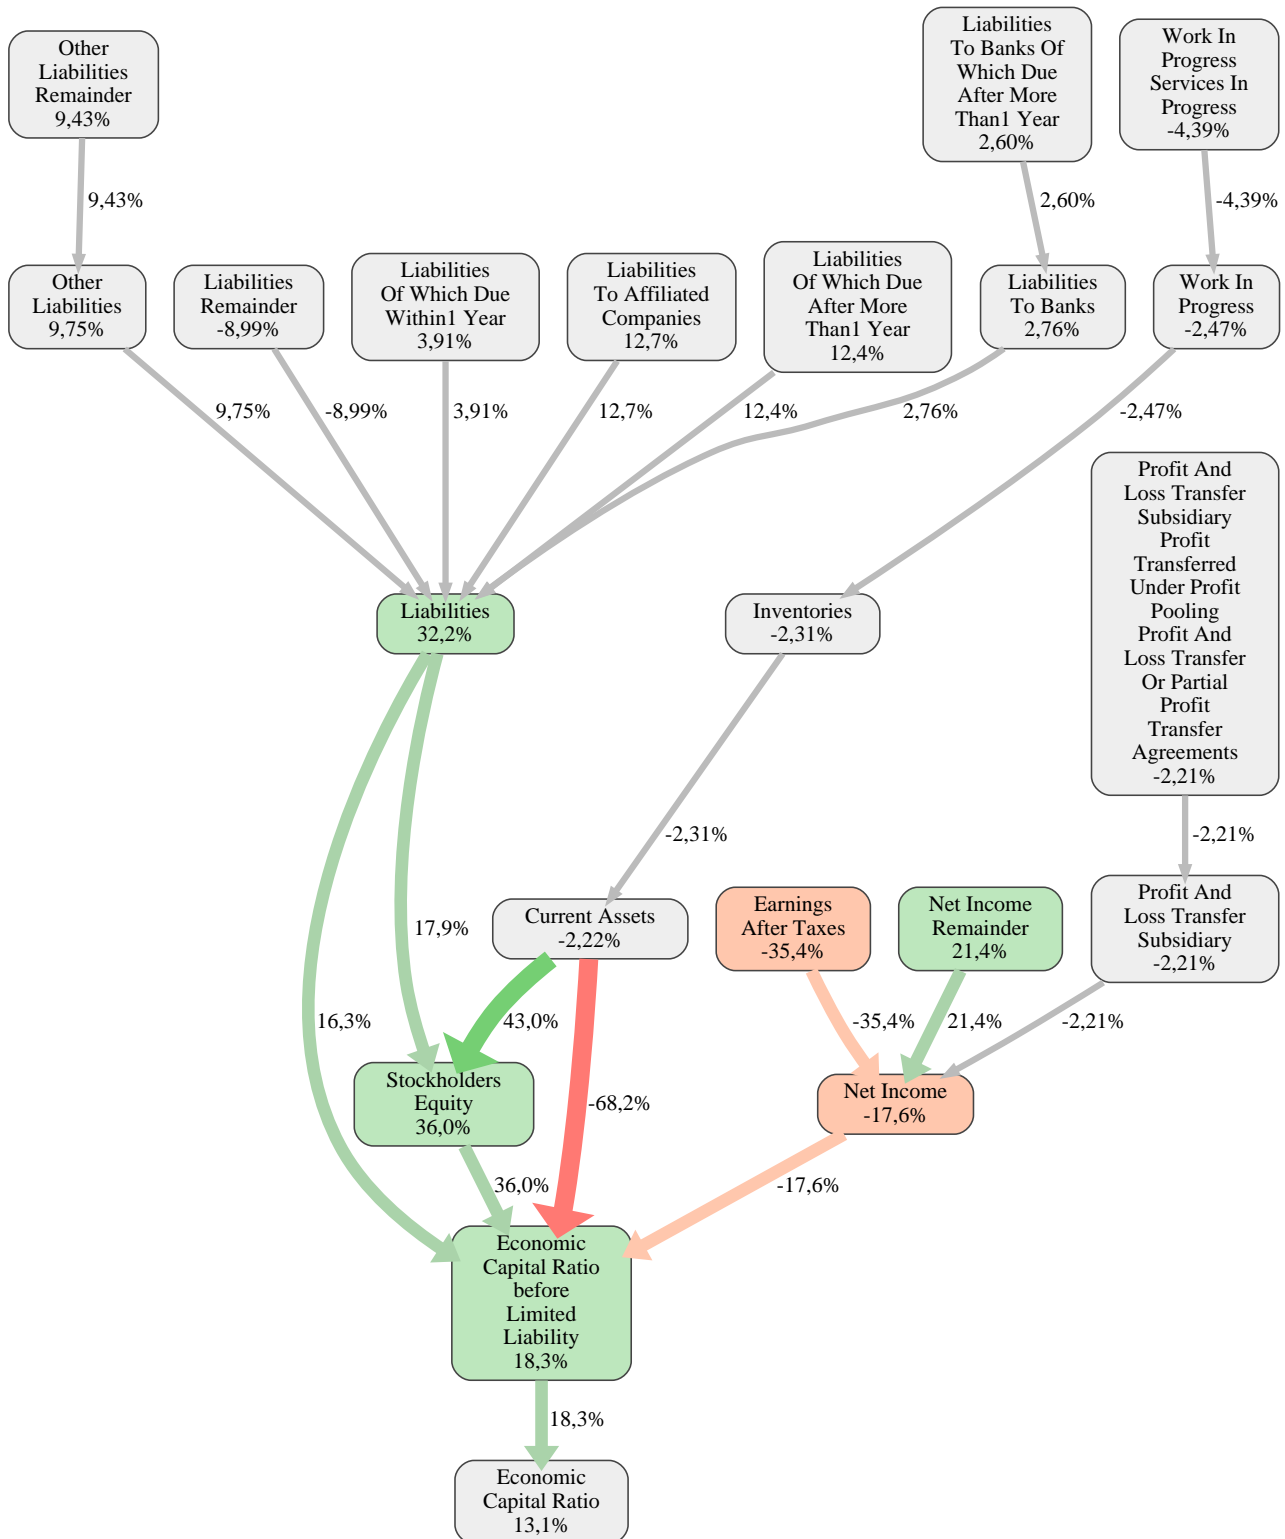 Other
Liabilities
Remainder
9,43%
Liabilities
To Banks Of
Which Due
After More
Than1 Year
2,60%
Work In
Progress
Services In
Progress
-4,39%
9,43%
2,60%
-4,39%
Other
Liabilities
9,75%
Liabilities
Remainder
-8,99%
Liabilities
Of Which Due
Within1 Year
3,91%
Liabilities
To Affiliated
Companies
12,7%
Liabilities
Of Which Due
After More
Than1 Year
12,4%
Liabilities
To Banks
2,76%
Work In
Progress
-2,47%
9,75%
-8,99%
3,91%
12,7%
12,4%
2,76%
-2,47%
Profit And
Loss Transfer
Subsidiary
Profit
Transferred
Under Profit
Pooling
Profit And
Loss Transfer
Or Partial
Profit
Transfer
Agreements
-2,21%
Liabilities
32,2%
Inventories
-2,31%
-2,31%
-2,21%
Current Assets
-2,22%
Earnings
After Taxes
-35,4%
Net Income
Remainder
21,4%
Profit And
Loss Transfer
Subsidiary
-2,21%
17,9%
16,3%
43,0%
-35,4%
21,4%
-2,21%
Stockholders
Equity
36,0%
-68,2%
Net Income
-17,6%
36,0%
-17,6%
Economic
Capital Ratio
before
Limited
Liability
18,3%
18,3%
Economic
Capital Ratio
13,1%